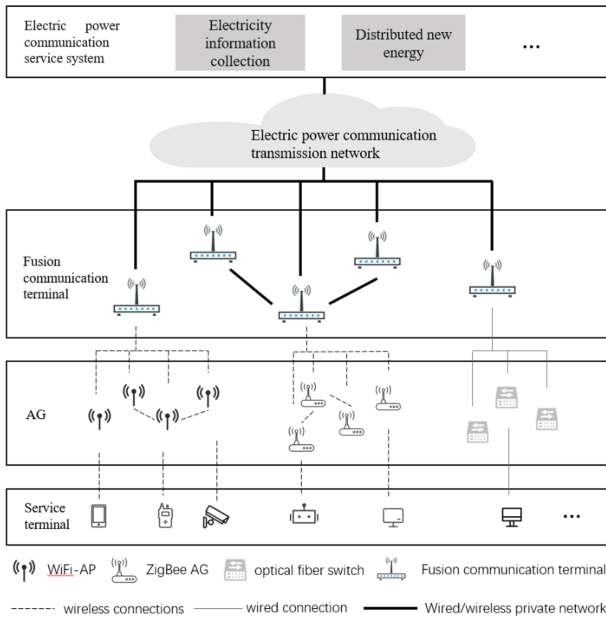 Electric power
communication
service system
Electricity
information
collection
Distributed new
energy
...
Electric power communication
transmission network
Fusion
communication
terminal
AG
Service
terminal
...
WiFi-AP
ZigBee AG
optical fiber switch
Fusion communication terminal
wireless connections
wired connection
Wired/wireless private network